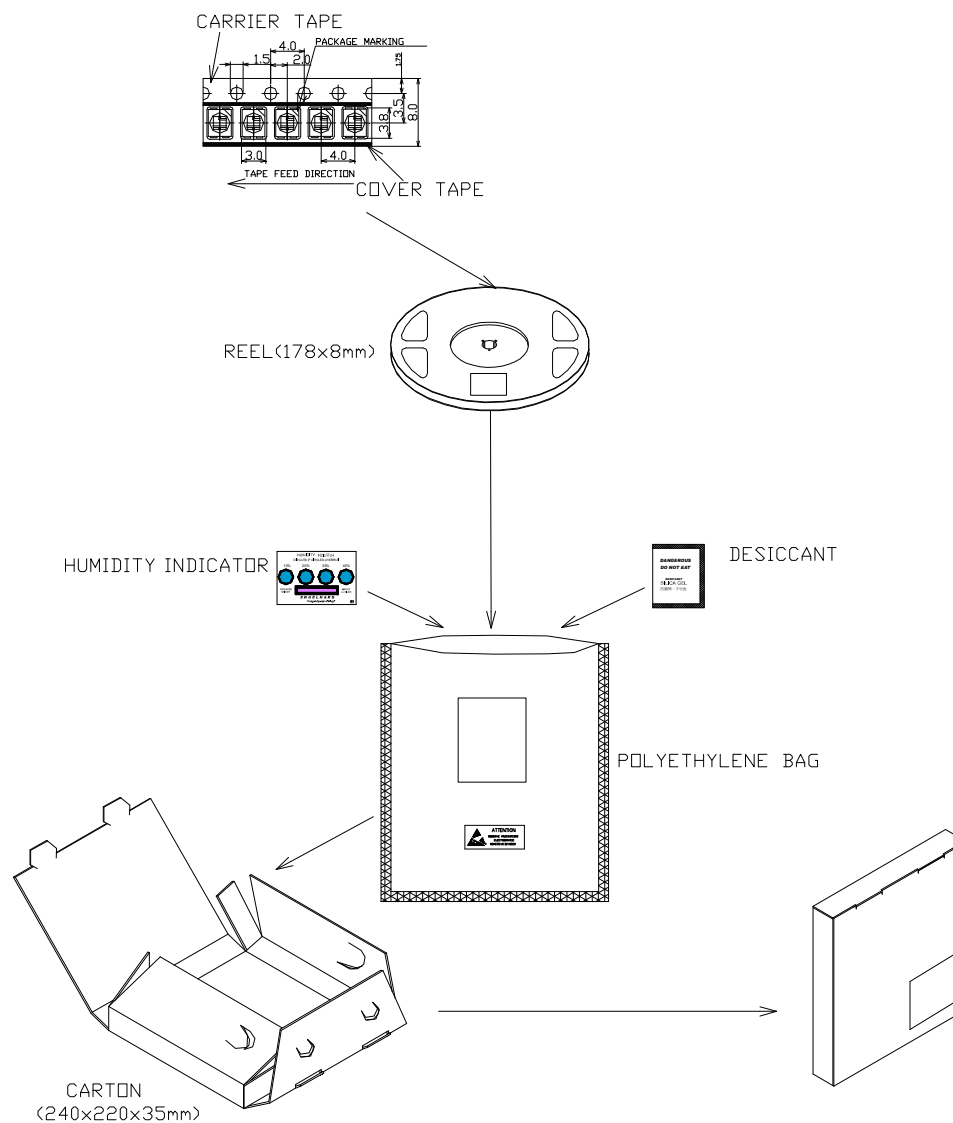 CARRIER TAPE
PACKAGE MARKING
4.0
1.5
2.0
1.75
3.5
8.0
3.8
3.0
4.0
TAPE FEED DIRECTION
COVER TAPE
REEL(178x8mm)
HUMIDITY INDICATOR
DESICCANT
DANGEROUS
DO NOT EAT
DESICCANT
SILICA GEL
POLYETHYLENE BAG
ATTENTION
CARTON
(240x220x35mm)